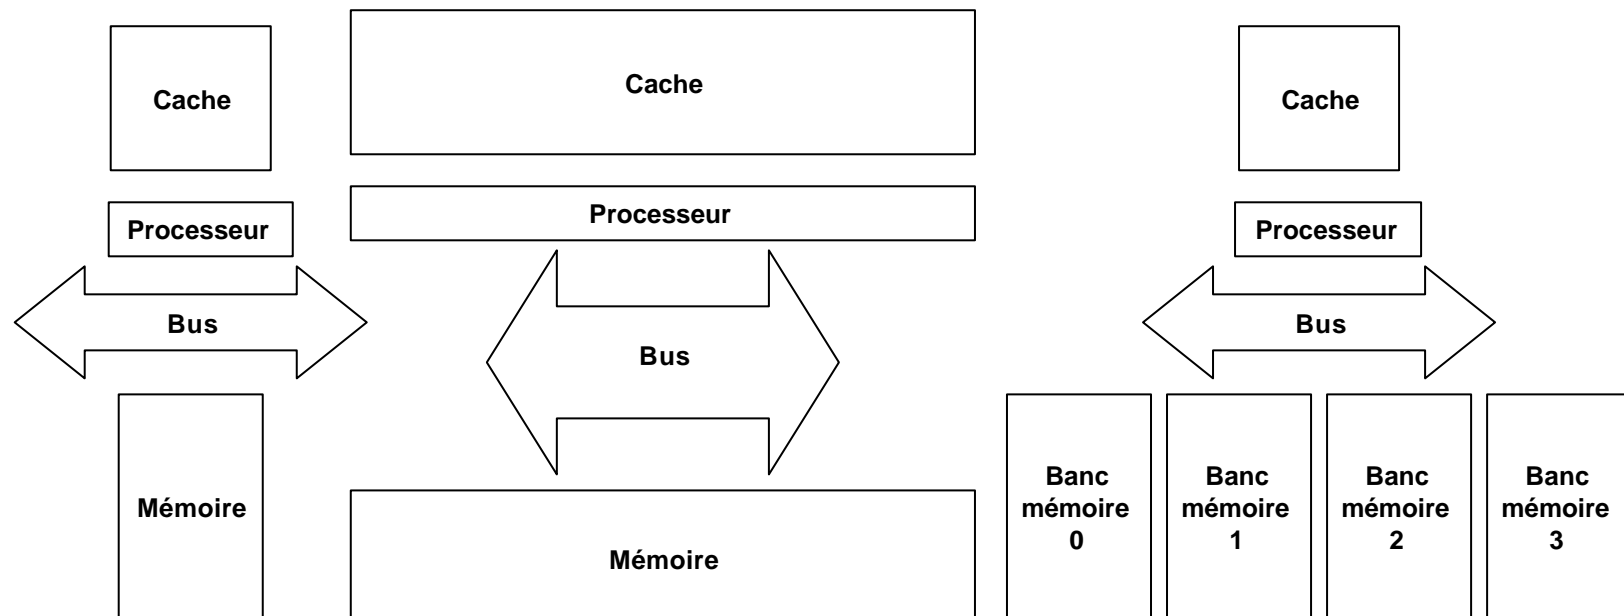 Cache
Processeur
Bus
Mémoire
Cache
Processeur
Bus
Mémoire
Cache
Processeur
Bus
Banc
mémoire
0
Banc
mémoire
1
Banc
mémoire
2
Banc
mémoire
3